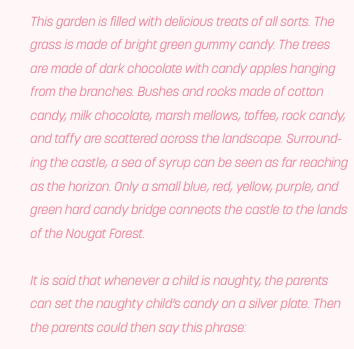 This garden is filled with delicious treats of all sorts. The
grass is made of bright green gummy candy. The trees
are made of dark chocolate with candy apples hanging
from the branches. Bushes and rocks made of cotton
candy, milk chocolate, marsh mellows, toffee, rock candy,
and taffy are scattered across the landscape. Surround-
ing the castle, a sea of syrup can be seen as far reaching
as the horizon. Only a small blue, red, yellow, purple, and
green hard candy bridge connects the castle to the lands
of the Nougat Forest.
It is said that whenever a child is naughty, the parents
can set the naughty child's candy on a silver plate. Then
the parents could then say this phrase: